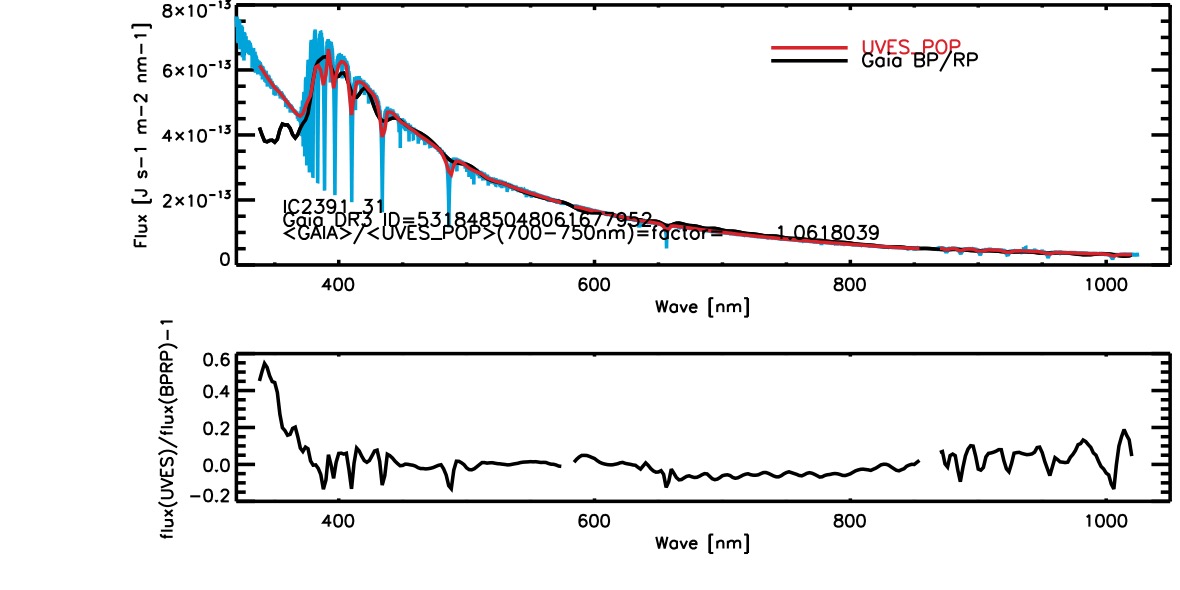 8×10−13
6×10−13
4×10−13
2×10−13
0
Flux [J s−1 m−2 nm−1]
UVES_POP
Gaia BP/RP
IC2391_31
Gaia DR3 ID=5318485048061677952
<GAIA>/<UVES_POP>(700−750nm)=factor= 1.0618039
400 600 800 1000
Wave [nm]
0.6
0.4
0.2
0.0
−0.2
flux(UVES)/flux(BPRP)−1
400 600 800 1000
Wave [nm]